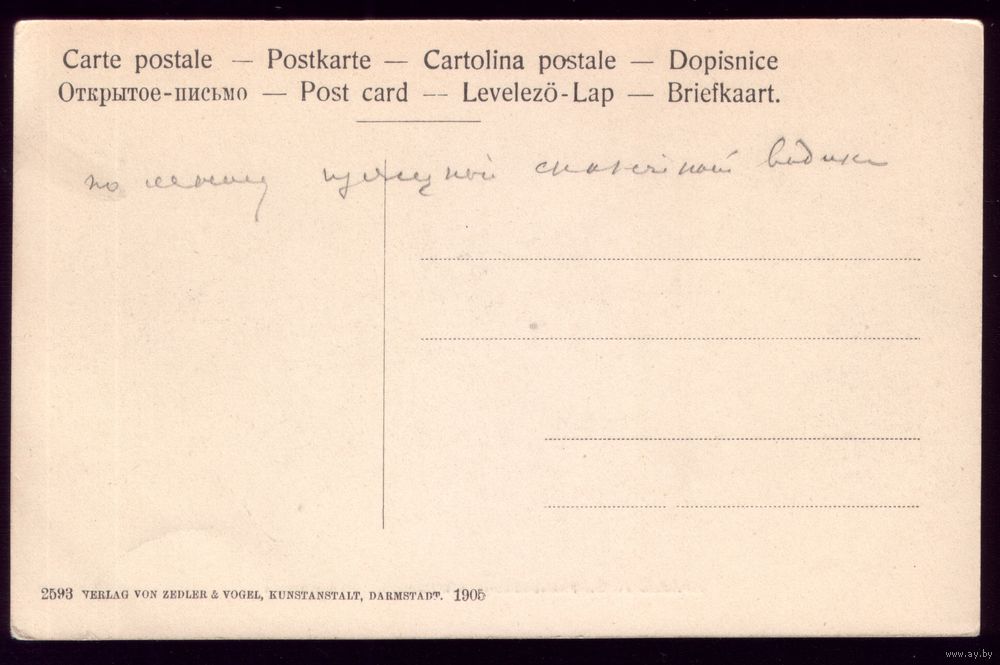 Carte postale — Postkarte — Cartolina postale — Dopisnice
Открытое-письмо — Post card — Levelezö-Lap — Briefkaart.
по
2593 VERLAG VON ZEDLER & VOGEL, KUNSTANSTALT, DARMSTADT. 1905
www.ay.by